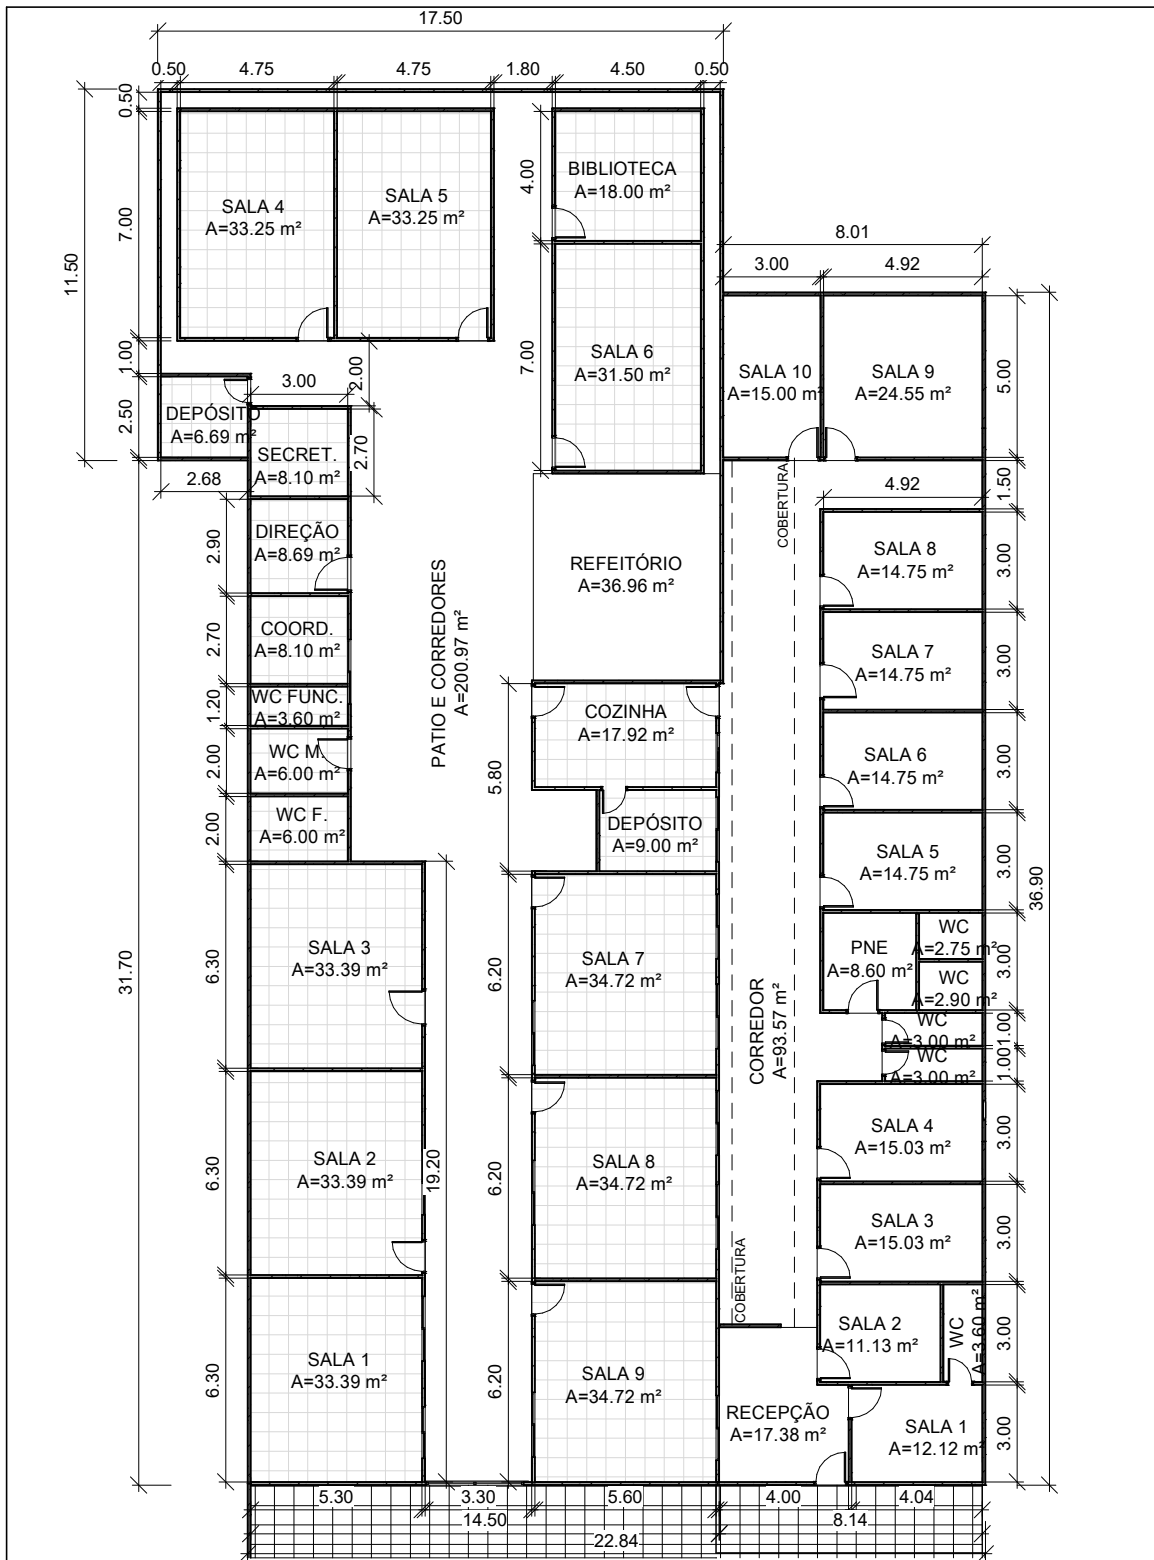 17.50
0.50
4.75
4.75
1.80
4.50
0.50
0.50
7.00
11.50
1.00
2.50
31.70
SALA 4
A=33.25 m²
SALA 5
A=33.25 m²
4.00
BIBLIOTECA
A=18.00 m²
7.00
SALA 6
A=31.50 m²
8.01
3.00
4.92
SALA 10
A=15.00 m²
SALA 9
A=24.55 m²
5.00
36.90
2.00
3.00
DEPÓSITO
A=6.69 m²
2.68
SECRET.
A=8.10 m²
2.70
DIREÇÃO
A=8.69 m²
2.90
COORD.
A=8.10 m²
2.70
WC FUNC.
A=3.60 m²
1.20
WC M.
A=6.00 m²
2.00
WC F.
A=6.00 m²
2.00
PATIO E CORREDORES
A=200.97 m²
REFEITÓRIO
A=36.96 m²
COZINHA
A=17.92 m²
5.80
DEPÓSITO
A=9.00 m²
COBERTURA
4.92
1.50
SALA 8
A=14.75 m²
3.00
SALA 7
A=14.75 m²
3.00
SALA 6
A=14.75 m²
3.00
SALA 5
A=14.75 m²
3.00
PNE
A=8.60 m²
WC
A=2.75 m²
WC
A=2.90 m²
3.00
WC
A=3.00 m²
1.00
WC
A=3.00 m²
1.00
CORREDOR
A=93.57 m²
SALA 3
A=33.39 m²
6.30
SALA 7
A=34.72 m²
6.20
SALA 2
A=33.39 m²
6.30
19.20
SALA 8
A=34.72 m²
6.20
SALA 4
A=15.03 m²
3.00
SALA 3
A=15.03 m²
3.00
COBERTURA
SALA 2
A=11.13 m²
WC
A=3.60 m²
3.00
SALA 1
A=33.39 m²
6.30
SALA 9
A=34.72 m²
6.20
RECEPÇÃO
A=17.38 m²
SALA 1
A=12.12 m²
3.00
5.30
3.30
5.60
4.00
4.04
14.50
8.14
22.84